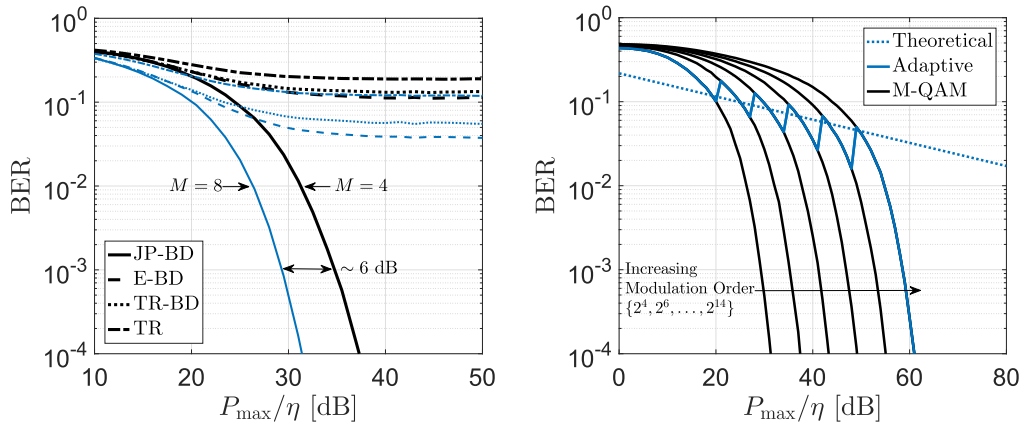 10^0
10^-1
10^-2
10^-3
10^-4
BER
M = 8
M = 4
∼ 6 dB
JP-BD
E-BD
TR-BD
TR
10 20 30 40 50
P_max/η [dB]
10^0
10^-1
10^-2
10^-3
10^-4
BER
Theoretical
Adaptive
M-QAM
Increasing
Modulation Order
{2^4, 2^6, . . . , 2^14}
0 20 40 60 80
P_max/η [dB]